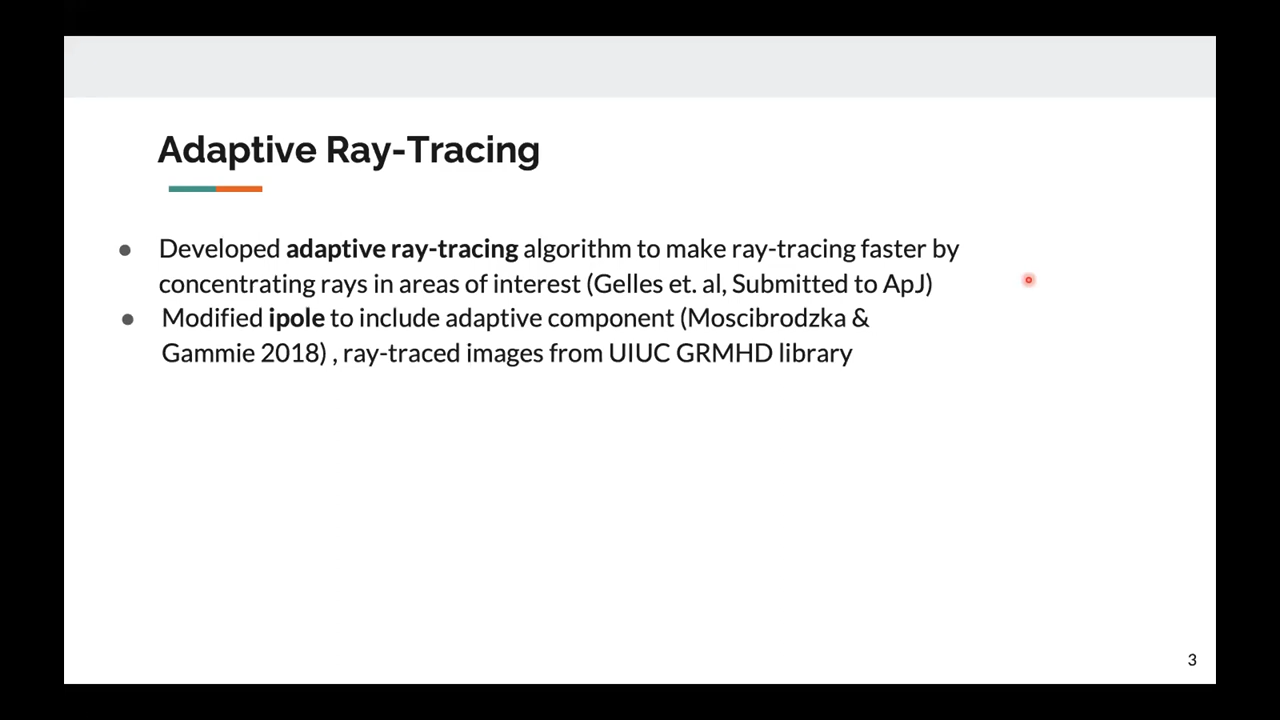 Adaptive Ray-Tracing
● Developed adaptive ray-tracing algorithm to make ray-tracing faster by
concentrating rays in areas of interest (Gelles et. al, Submitted to ApJ)
● Modified ipole to include adaptive component (Moscibrodzka &
Gammie 2018) , ray-traced images from UIUC GRMHD library
3